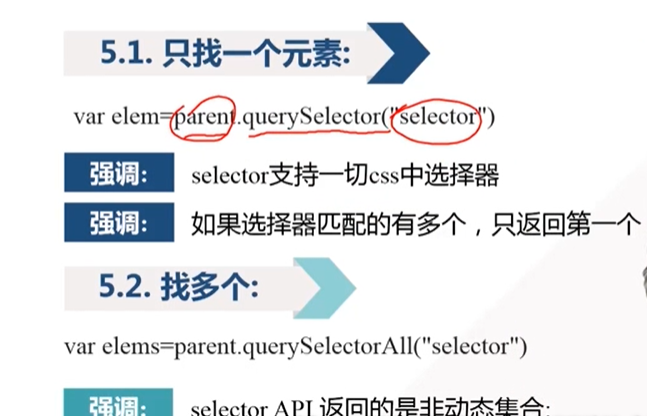 5.1. 只找一个元素:
var elem=parent.querySelector("selector")
强调: selector支持一切css中选择器
强调: 如果选择器匹配的有多个，只返回第一个
5.2. 找多个:
var elems=parent.querySelectorAll("selector")
强调: selector API 返回的是非动态集合: